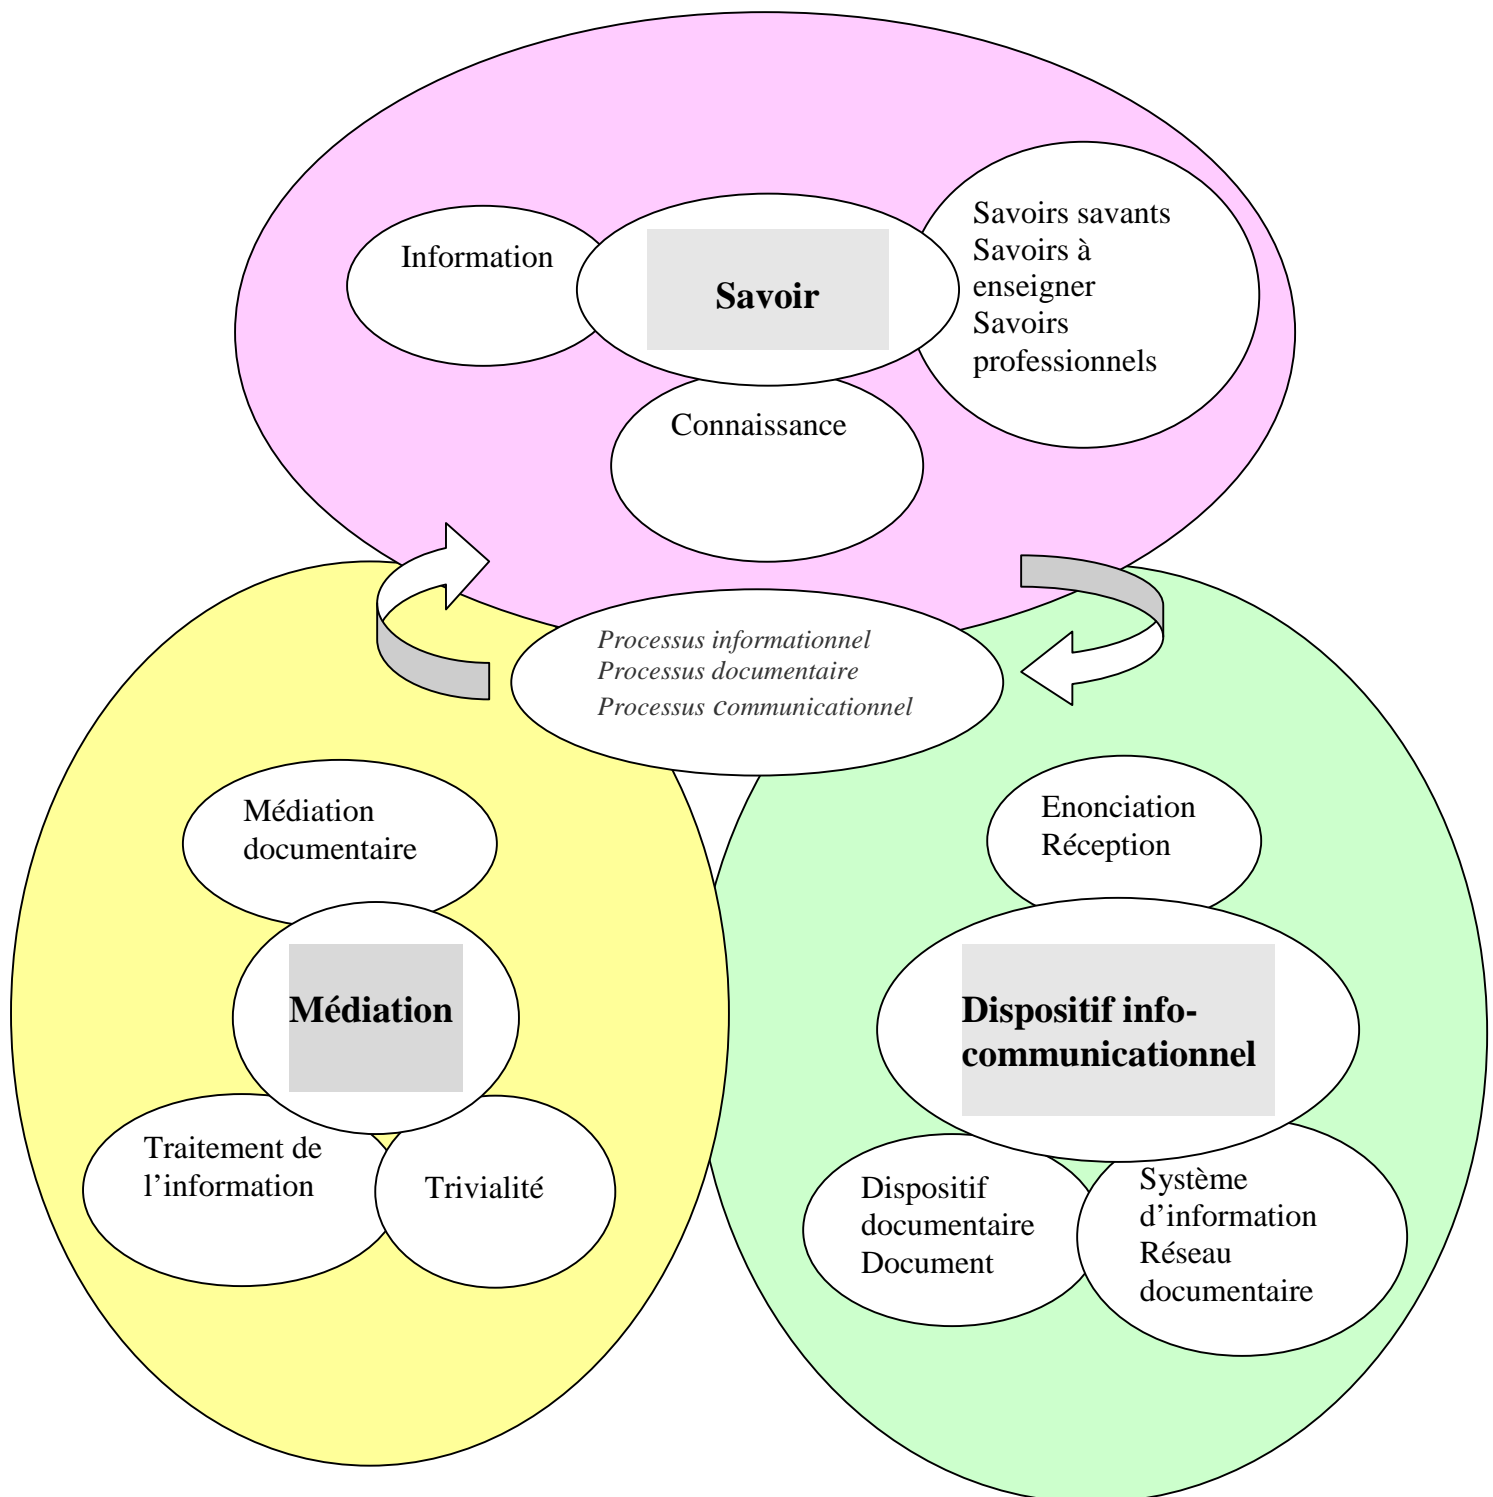 Information
Savoir
Savoirs savants
Savoirs à
enseigner
Savoirs
professionnels
Connaissance
Processus informationnel
Processus documentaire
Processus communicationnel
Médiation
documentaire
Médiation
Traitement de
l’information
Trivialité
Enonciation
Réception
Dispositif info-
communicationnel
Dispositif
documentaire
Document
Système
d’information
Réseau
documentaire